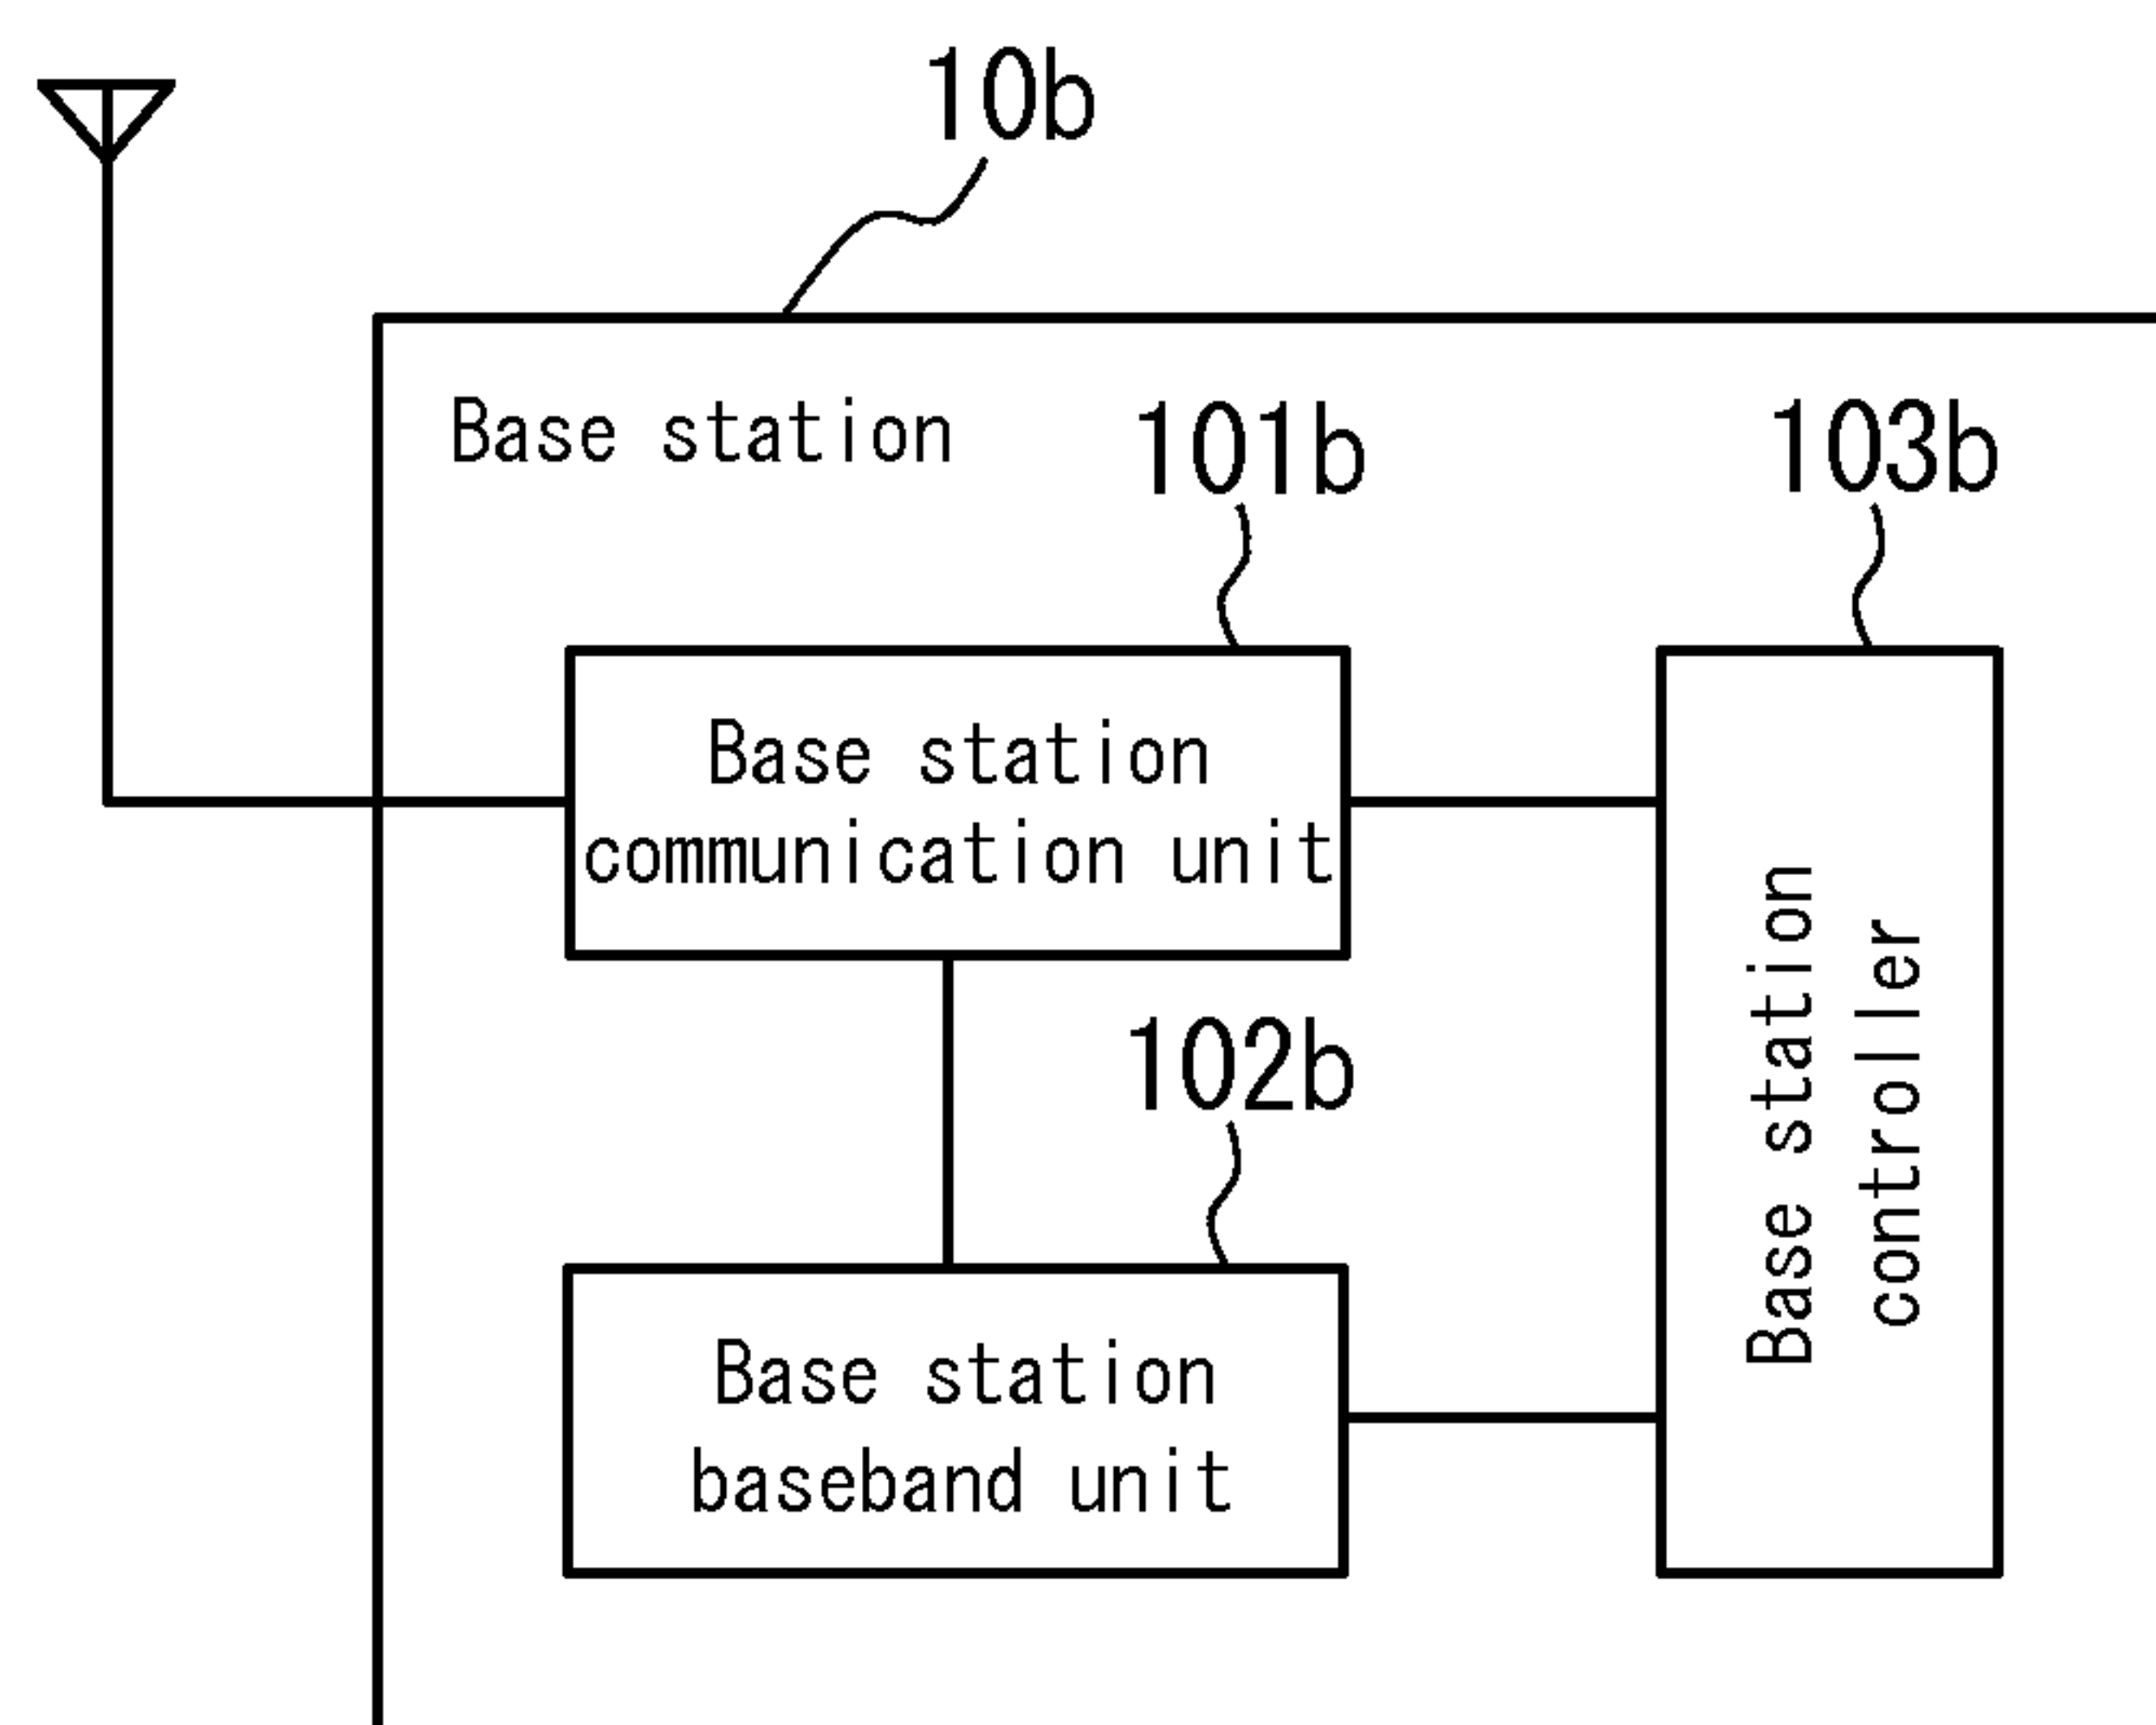 10b
Base station
101b
103b
Base station
communication unit
102b
Base station
baseband unit
Base station
controller